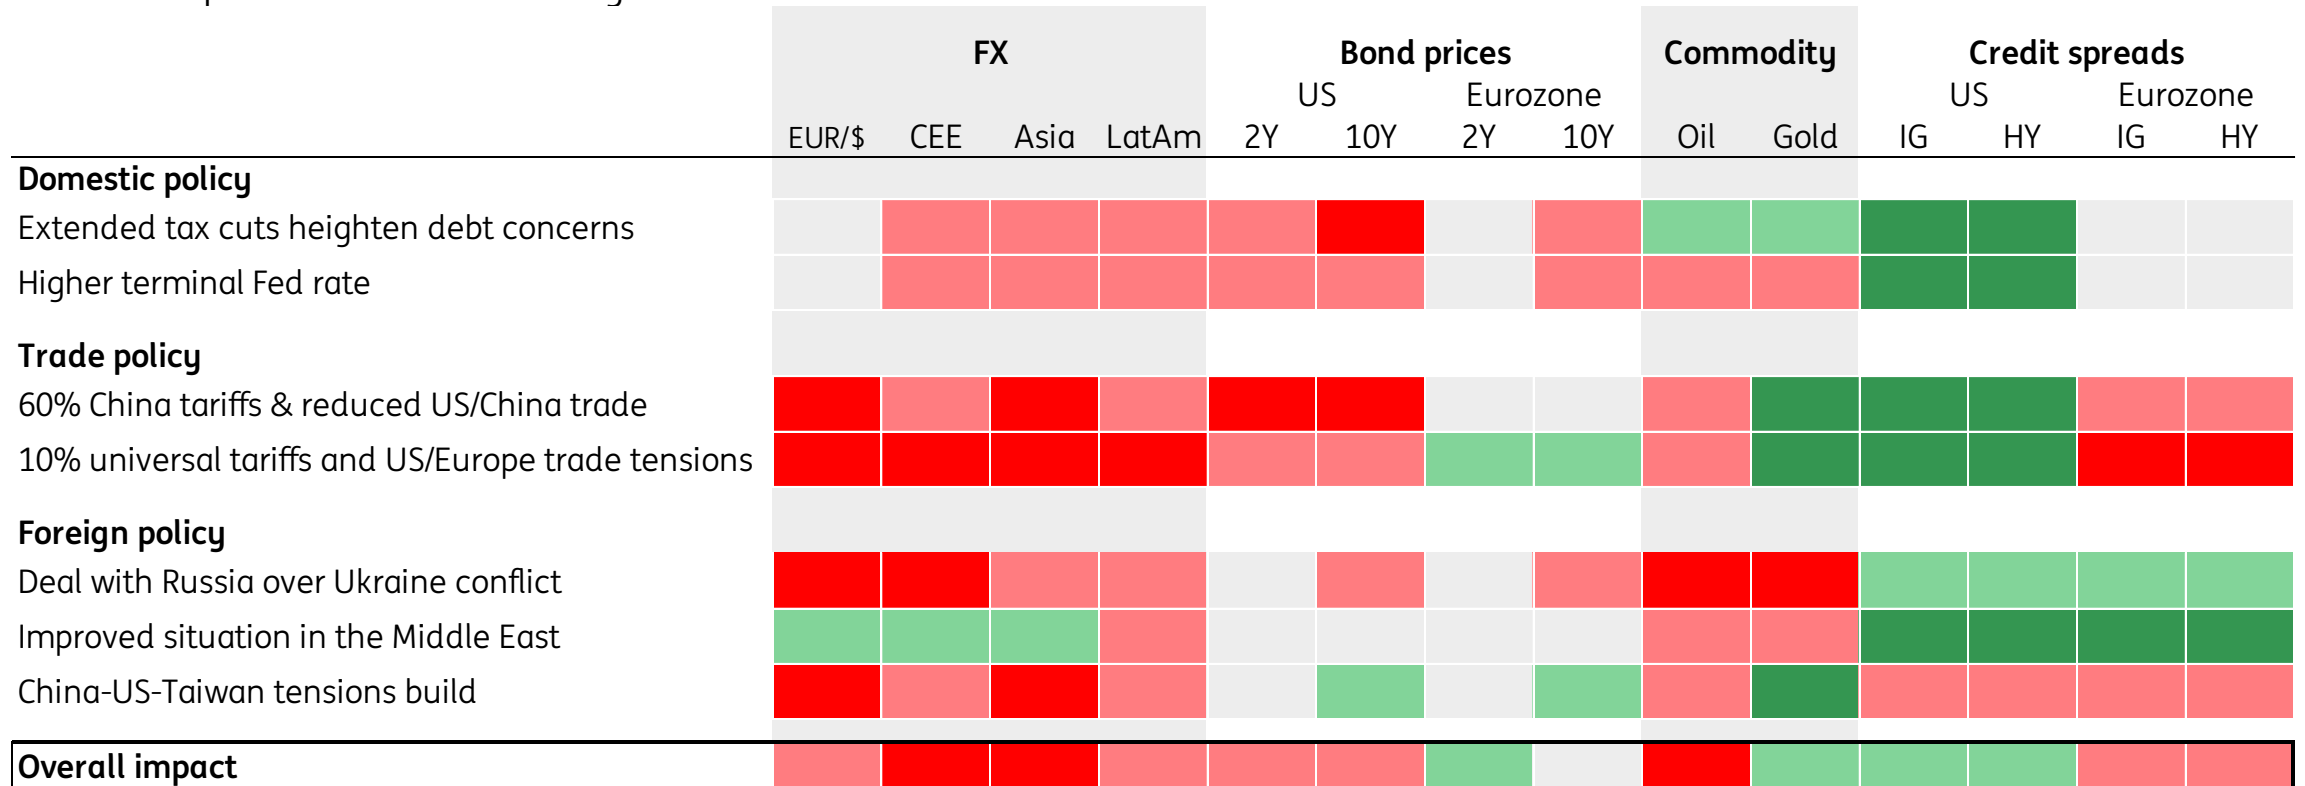 FX Bond prices Commodity Credit spreads
US Eurozone US Eurozone
EUR/$ CEE Asia LatAm 2Y 10Y 2Y 10Y Oil Gold IG HY IG HY
Domestic policy
Extended tax cuts heighten debt concerns
Higher terminal Fed rate
Trade policy
60% China tariffs & reduced US/China trade
10% universal tariffs and US/Europe trade tensions
Foreign policy
Deal with Russia over Ukraine conflict
Improved situation in the Middle East
China-US-Taiwan tensions build
Overall impact